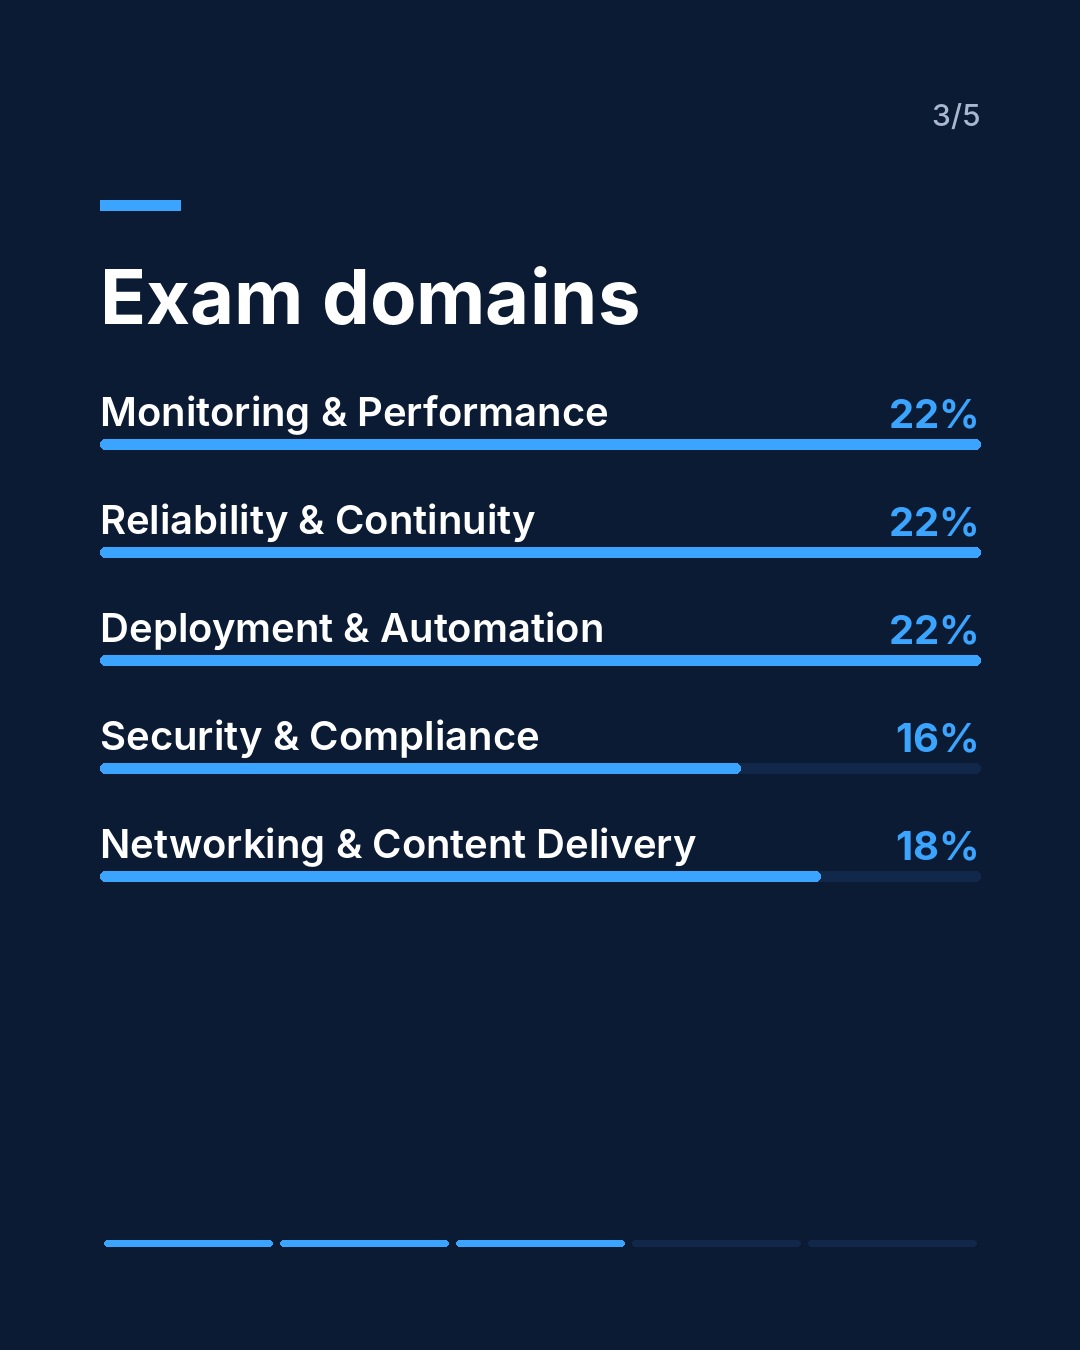 3/5
Exam domains
Monitoring & Performance 22%
Reliability & Continuity 22%
Deployment & Automation 22%
Security & Compliance 16%
Networking & Content Delivery 18%